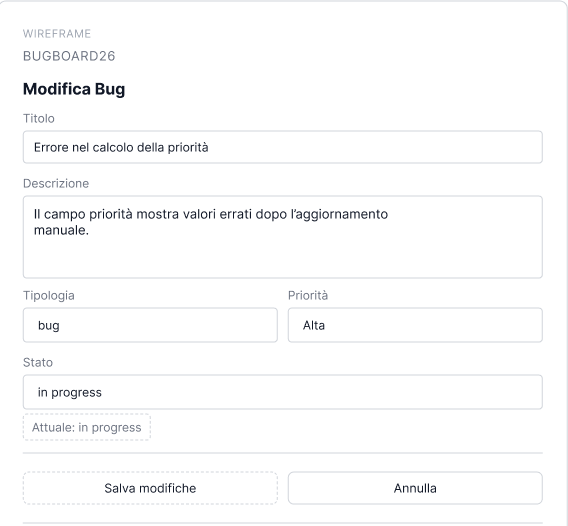 WIREFRAME
BUGBOARD26
Modifica Bug
Titolo
Errore nel calcolo della priorità
Descrizione
Il campo priorità mostra valori errati dopo l’aggiornamento
manuale.
Tipologia Priorità
bug Alta
Stato
in progress
Attuale: in progress
Salva modifiche Annulla